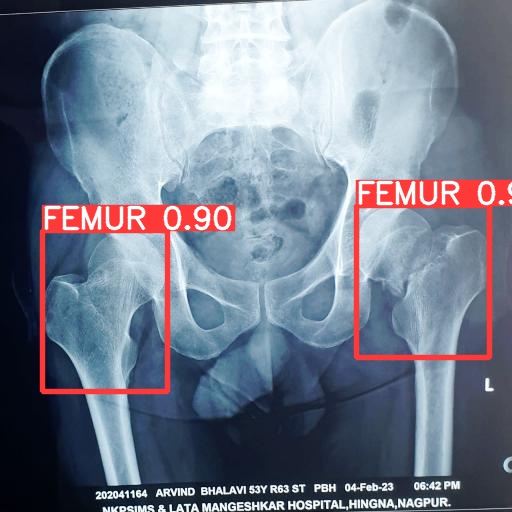 FEMUR 0.9
FEMUR 0.90
L
202041164 ARVIND BHALAVI 53Y R63 ST PBH 04-Feb-23 06:42 PM
NKPSIMS & LATA MANGESHKAR HOSPITAL,HINGNA,NAGPUR.